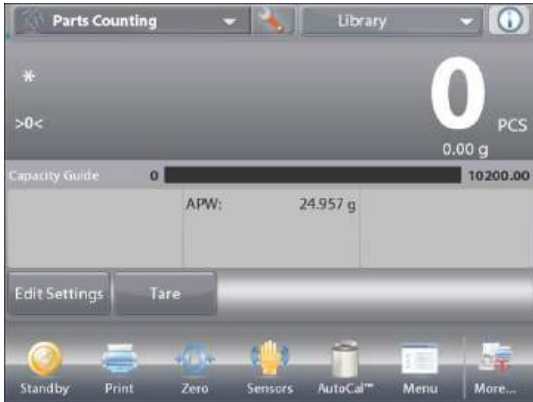 Parts Counting Library
*
0
>0< PCS
0.00 g
Capacity Guide 0 10200.00
APW: 24.957 g
Edit Settings Tare
Standby Print Zero Sensors AutoCal™ Menu More...